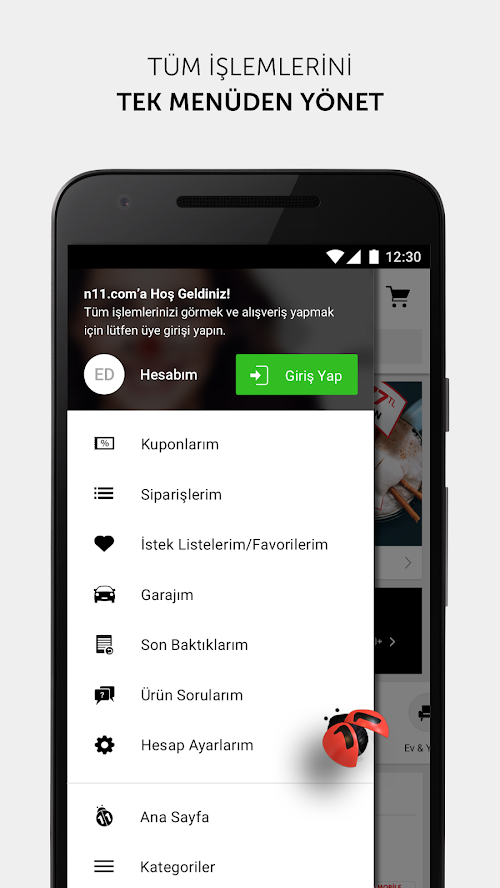 TÜM İŞLEMLERİNİ
TEK MENÜDEN YÖNET
12:30
n11.com'a Hoş Geldiniz!
Tüm işlemlerinizi görmek ve alışveriş yapmak
için lütfen üye girişi yapın.
ED
Hesabım
Giriş Yap
Kuponlarım
Siparişlerim
İstek Listelerim/Favorilerim
Garajım
Son Baktıklarım
Ürün Sorularım
Hesap Ayarlarım
Ev & Y
Ana Sayfa
Kategoriler
MOBİLE